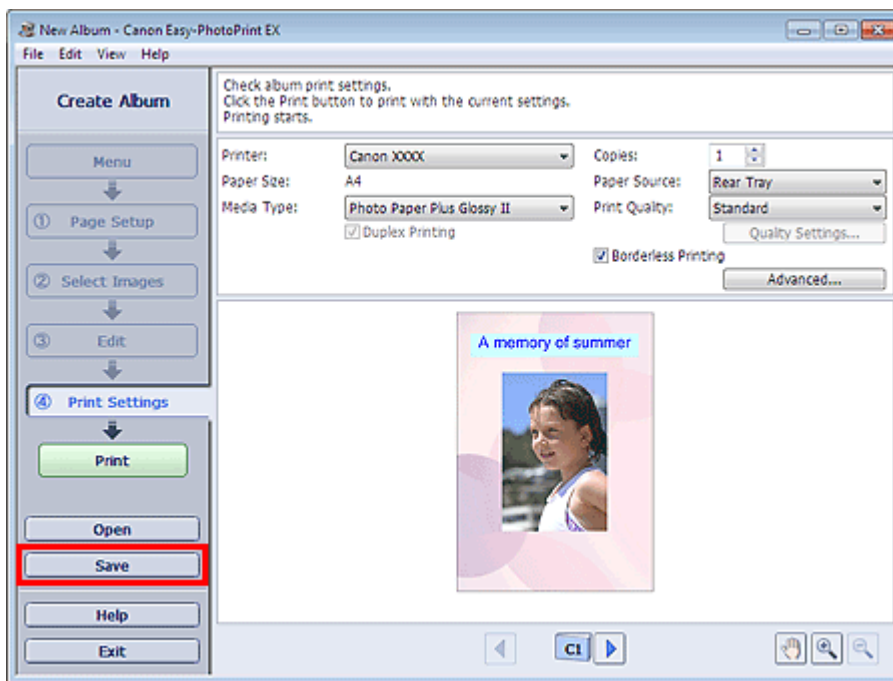 New Album - Canon Easy-PhotoPrint EX
File Edit View Help
Create Album
Menu
① Page Setup
② Select Images
③ Edit
④ Print Settings
Print
Open
Save
Help
Exit
Check album print settings.
Click the Print button to print with the current settings.
Printing starts.
Printer: Canon XXXX Copies: 1
Paper Size: A4 Paper Source: Rear Tray
Media Type: Photo Paper Plus Glossy II Print Quality: Standard
Duplex Printing Quality Settings...
Borderless Printing
Advanced...
A memory of summer
C1